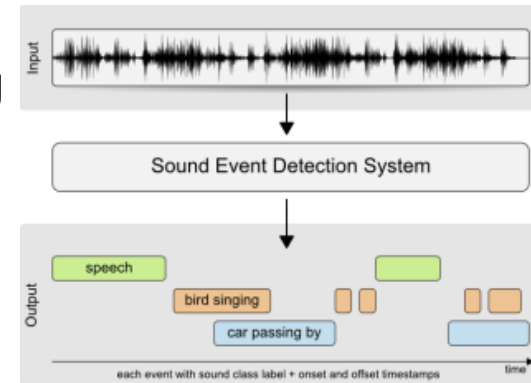 Input
Sound Event Detection System
Output
speech
bird singing
car passing by
time
each event with sound class label + onset and offset timestamps